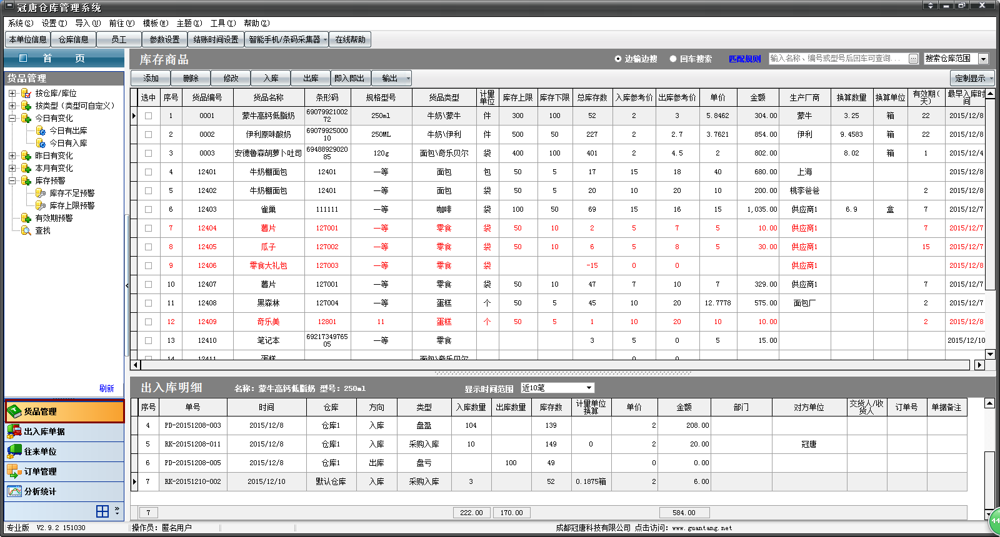 冠唐仓库管理系统
系统(S) 设置(T) 导入(U) 前往(V) 模板(W) 主题(X) 工具(Y) 帮助(Z)
本单位信息 仓库信息 员工 参数设置 结账时间设置 智能手机/条码采集器 在线帮助
首 页
库存商品 边输边搜 回车搜索 匹配规则 输入名称、编号或型号后回车可查询... 搜索仓库范围
货品管理
按仓库/库位
按类型(类型可自定义)
今日有变化
今日有出库
今日有入库
昨日有变化
本月有变化
库存预警
库存不足预警
库存上限预警
有效期预警
查找
刷新
货品管理
出入库单据
往来单位
订单管理
分析统计
添加 删除 修改 入库 出库 即入即出 输出 定制显示
选中 序号 货品编号 货品名称 条形码 规格型号 货品类型 计量单位 库存上限 库存下限 总库存数 入库参考价 出库参考价 单价 金额 生产厂商 换算数量 换算单位 有效期(天) 最早入库时间
1 0001 蒙牛高钙低脂奶 6907992100272 250ml 牛奶\蒙牛 件 300 100 52 2 3 5.8462 304.00 蒙牛 3.25 箱 22 2015/12/8
2 0002 伊利原味酸奶 6907992500010 250ML 牛奶\伊利 件 500 50 227 2 2.7 3.7621 854.00 伊利 9.4583 箱 22 2015/12/8
3 0003 安德鲁森胡萝卜吐司 6948892902085 120g 面包\奇乐贝尔 袋 400 100 401 2 4.5 2 802.00 8.02 箱 1 2015/12/4
4 12401 牛奶棚面包 12401 一等 面包 包 50 5 17 15 18 40 680.00 上海 2015/12/8
5 12402 牛奶棚面包 12401 一等 面包 袋 50 5 20 10 20 10 200.00 桃李爸爸 2 2015/12/8
6 12403 雀巢 111111 一等 咖啡 袋 100 50 69 15 16 15 1,035.00 供应商1 6.9 盒 7 2015/12/7
7 12404 薯片 127001 一等 零食 袋 50 10 2 5 7 5 10.00 供应商1 7 2015/12/7
8 12405 瓜子 127002 一等 零食 袋 50 10 6 5 8 5 30.00 供应商1 15 2015/12/7
9 12406 零食大礼包 127003 一等 零食 袋 -15 0 0 供应商1 2015/12/8
10 12407 薯片 127001 一等 零食 袋 50 10 47 7 10 7 329.00 供应商1 7 2015/12/7
11 12408 黑森林 127004 一等 蛋糕 个 50 5 45 10 20 12.7778 575.00 面包厂 2 2015/12/7
12 12409 奇乐美 12801 11 蛋糕 个 50 5 1 10 20 10 10.00 2 2015/12/8
13 12410 笔记本 6921734976505 一等 零食 3 5 0 5 15.00 2015/12/10
14 12411 蛋糕 面包\奇乐贝尔 0 0
出入库明细 名称: 蒙牛高钙低脂奶 型号: 250ml 显示时间范围 近10笔
序号 单号 时间 仓库 方向 类型 入库数量 出库数量 库存数 计量单位换算 单价 金额 部门 对方单位 交货人/收货人 订单号 单据备注
4 PD-20151208-003 2015/12/8 仓库1 入库 盘盈 104 139 2 208.00
5 RK-20151208-011 2015/12/8 仓库1 入库 采购入库 10 149 0 2 20.00 冠唐
6 PD-20151208-005 2015/12/8 仓库1 出库 盘亏 100 49 0 0.00
7 RK-20151210-002 2015/12/10 默认仓库 入库 采购入库 3 52 0.1875箱 2 6.00
7 222.00 170.00 584.00
专业版 V2.9.2 151030 操作员: 匿名用户 成都冠唐科技有限公司 点击访问: www.guantang.net
44